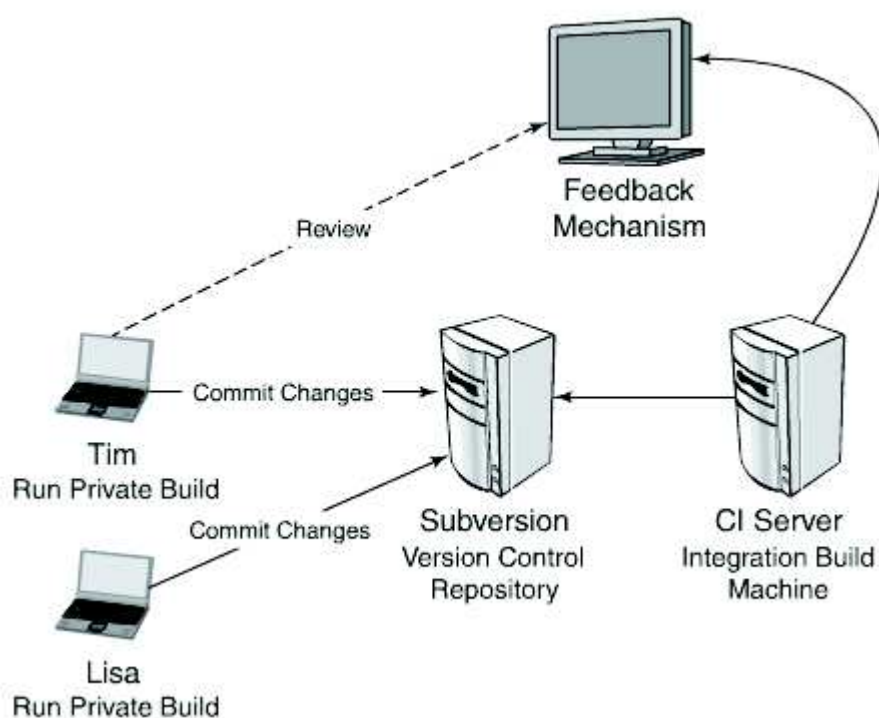 Feedback
Mechanism
Review
Commit Changes
Tim
Run Private Build
Subversion
Version Control
Repository
CI Server
Integration Build
Machine
Commit Changes
Lisa
Run Private Build